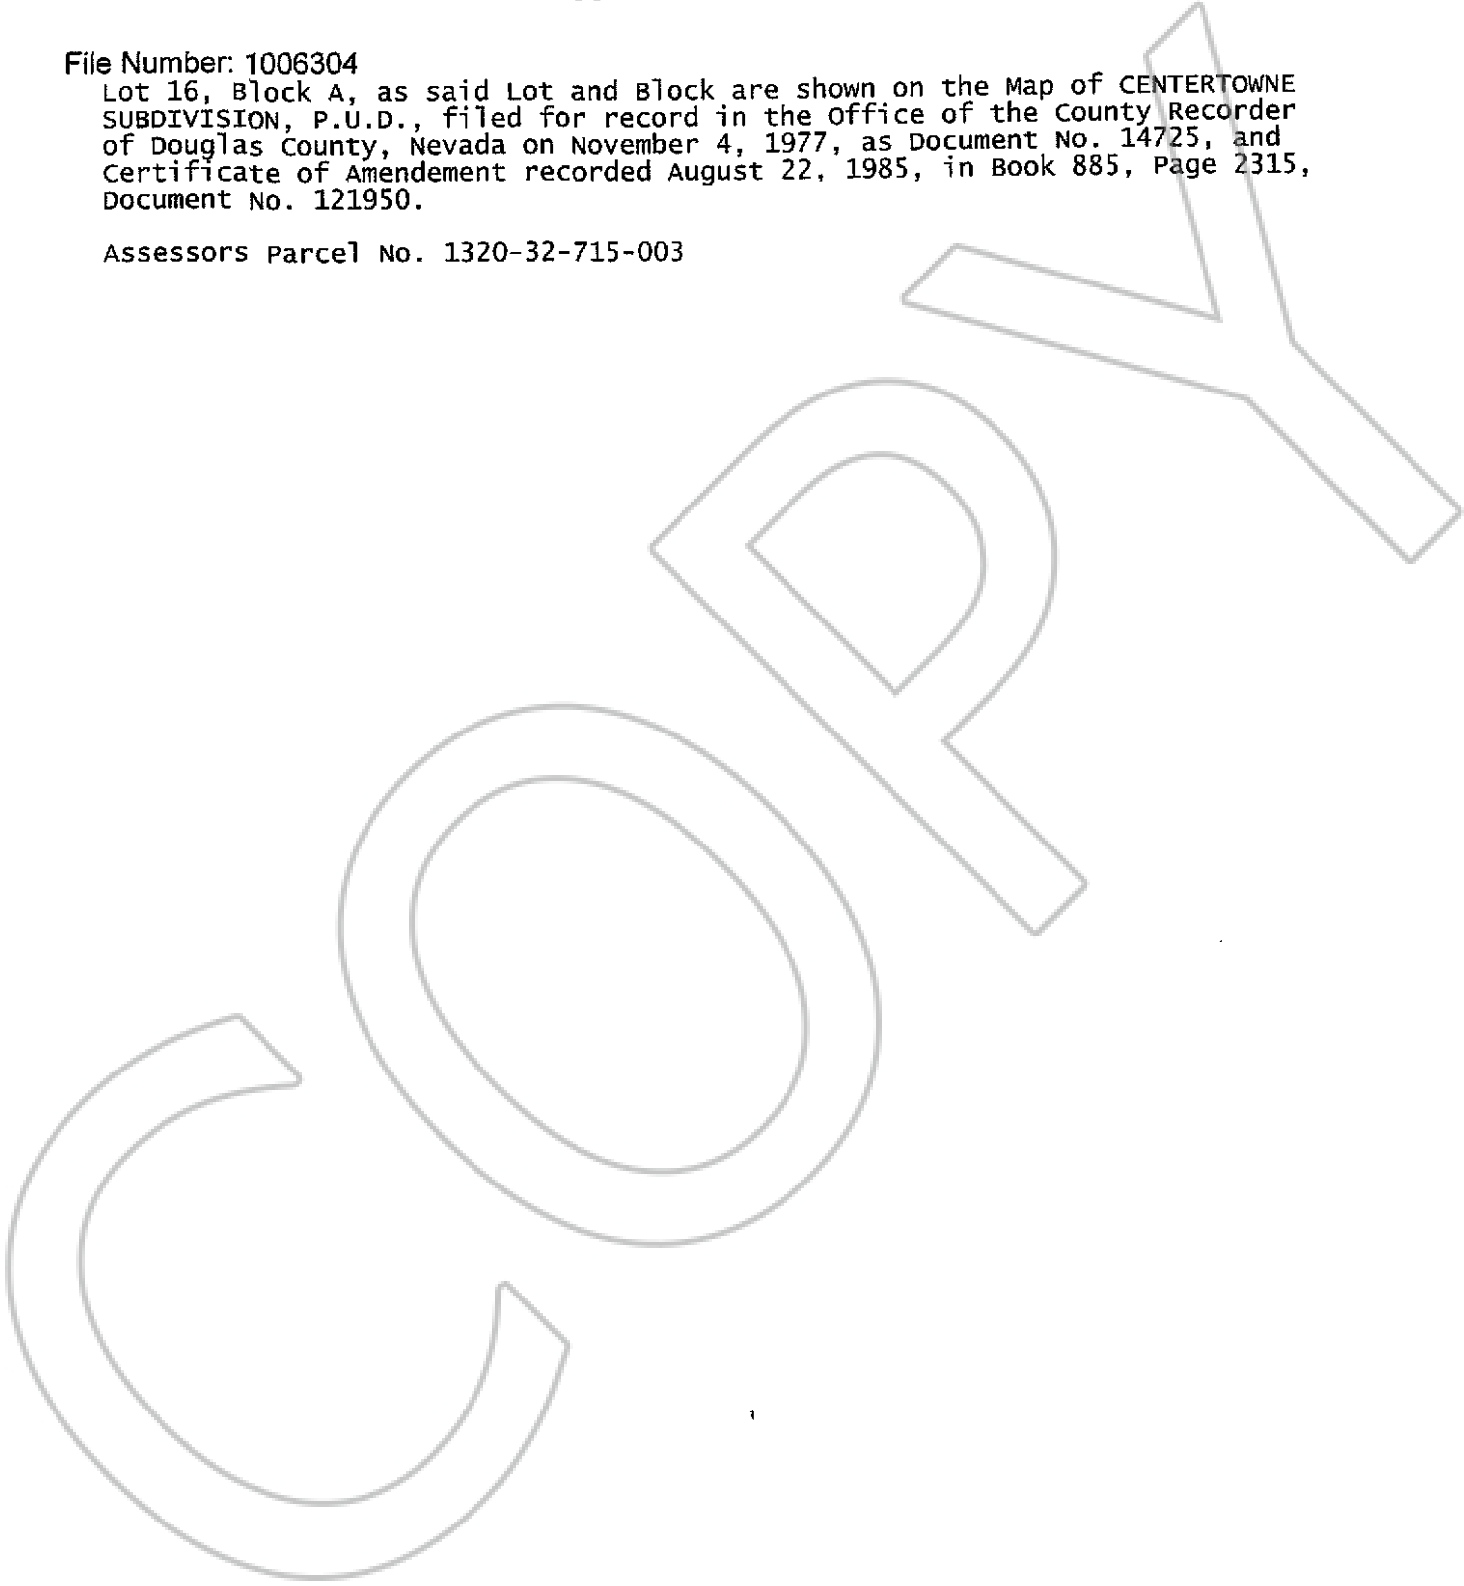 File Number: 1006304
Lot 16, Block A, as said Lot and Block are shown on the Map of CENTERTOWNE
SUBDIVISION, P.U.D., filed for record in the Office of the County Recorder
of Douglas County, Nevada on November 4, 1977, as Document No. 14725, and
Certificate of Amendement recorded August 22, 1985, in Book 885, Page 2315,
Document No. 121950.
Assessors Parcel No. 1320-32-715-003
COPY